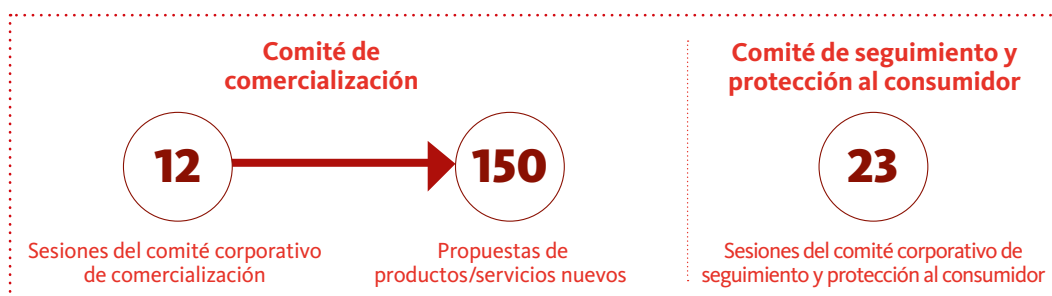 Comité de
comercialización
12
150
Sesiones del comité corporativo
de comercialización
Propuestas de
productos/servicios nuevos
Comité de seguimiento y
protección al consumidor
23
Sesiones del comité corporativo de
seguimiento y protección al consumidor